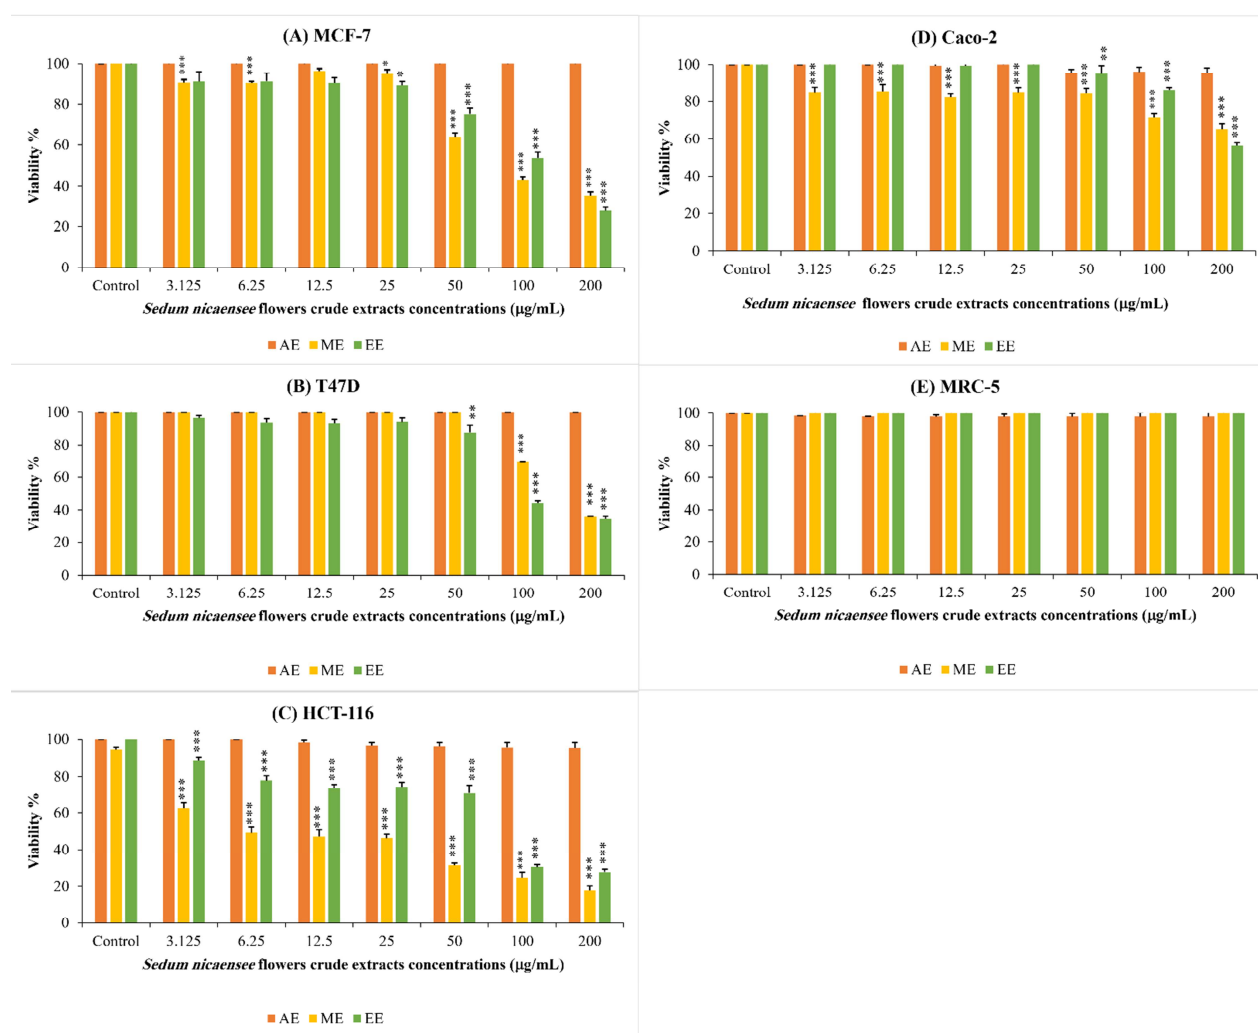 (A) MCF-7
100
80
60
40
20
0
Viability %
*** *** * * *** *** *** *** *** ***
Control 3.125 6.25 12.5 25 50 100 200
Sedum nicaensee flowers crude extracts concentrations (µg/mL)
AE ME EE
(D) Caco-2
100
80
60
40
20
0
Viability %
*** *** *** *** *** ** *** *** *** ***
Control 3.125 6.25 12.5 25 50 100 200
Sedum nicaensee flowers crude extracts concentrations (µg/mL)
AE ME EE
(B) T47D
100
80
60
40
20
0
Viability %
** *** *** *** ***
Control 3.125 6.25 12.5 25 50 100 200
Sedum nicaensee flowers crude extracts concentrations (µg/mL)
AE ME EE
(E) MRC-5
100
80
60
40
20
0
Viability %
Control 3.125 6.25 12.5 25 50 100 200
Sedum nicaensee flowers crude extracts concentrations (µg/mL)
AE ME EE
(C) HCT-116
100
80
60
40
20
0
Viability %
*** *** *** *** *** *** *** *** *** *** *** *** *** ***
Control 3.125 6.25 12.5 25 50 100 200
Sedum nicaensee flowers crude extracts concentrations (µg/mL)
AE ME EE